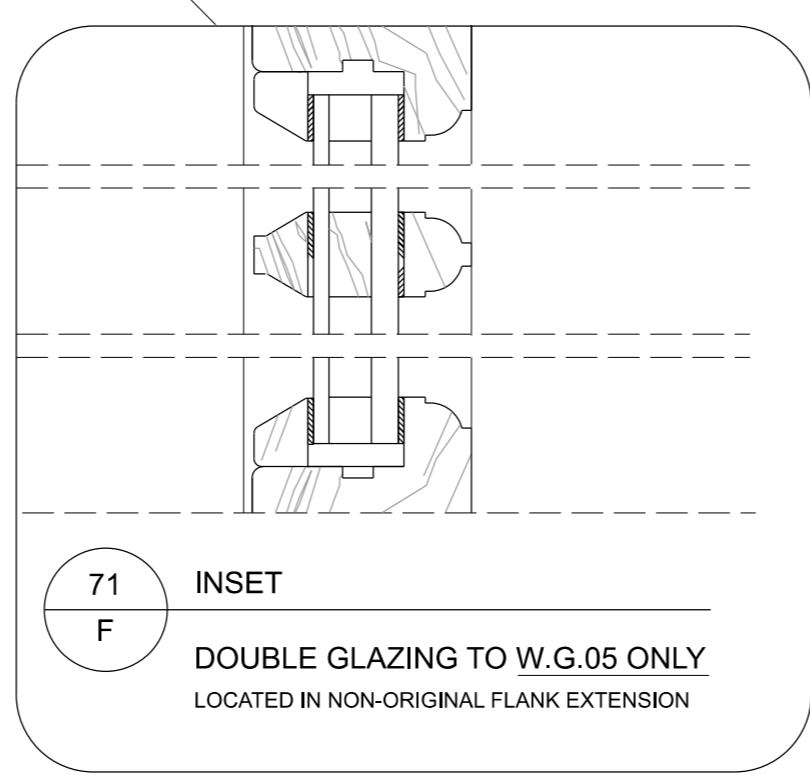 71
F
INSET
DOUBLE GLAZING TO W.G.05 ONLY
LOCATED IN NON-ORIGINAL FLANK EXTENSION